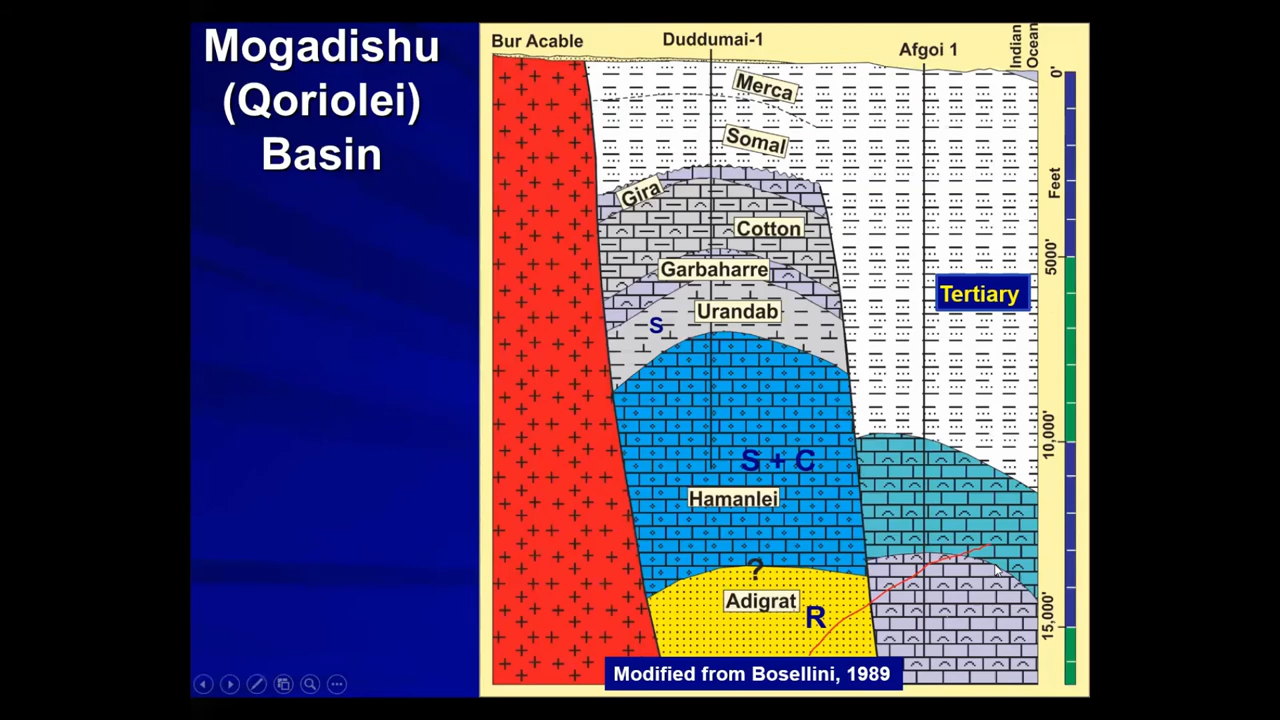 Mogadishu
(Qoriolei)
Basin
Bur Acable
Duddumai-1
Afgoi 1
Indian
Ocean
Merca
Somal
Gira
Cotton
Garbaharre
Urandab
S
S + C
Hamanlei
?
Adigrat
R
Tertiary
0'
Feet
5000'
10,000'
15,000'
Modified from Bosellini, 1989